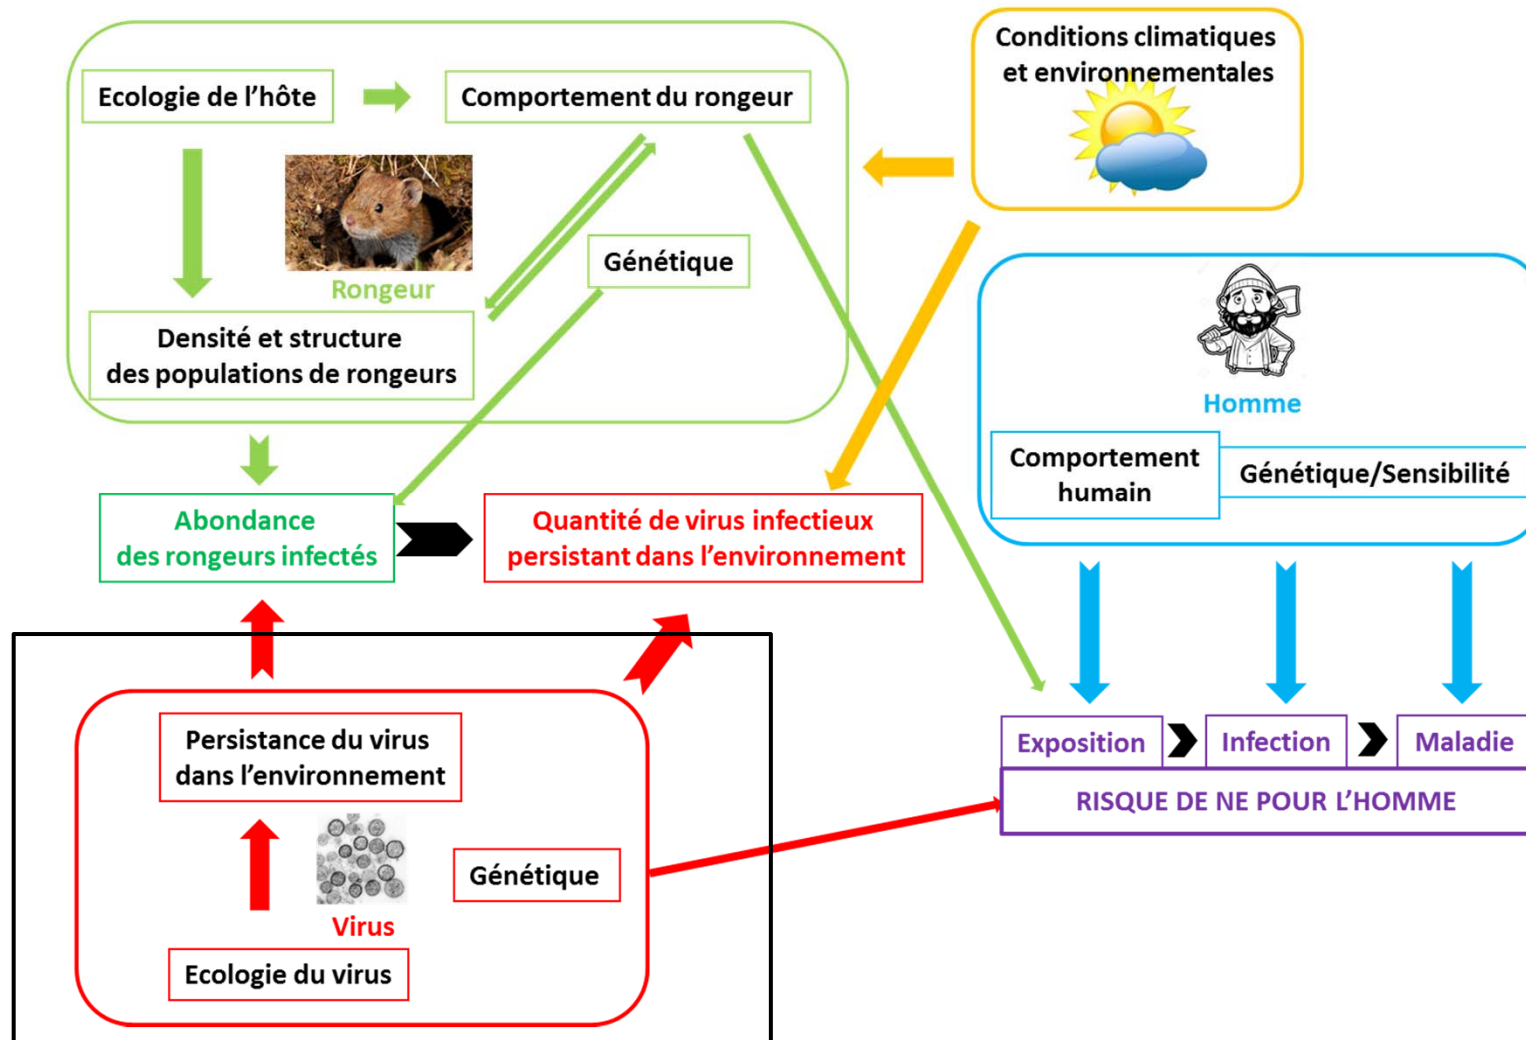 Conditions climatiques
et environnementales
Ecologie de l'hôte
Comportement du rongeur
Génétique
Rongeur
Densité et structure
des populations de rongeurs
Homme
Comportement
humain
Génétique/Sensibilité
Abondance
des rongeurs infectés
Quantité de virus infectieux
persistant dans l'environnement
Persistance du virus
dans l'environnement
Génétique
Virus
Ecologie du virus
Exposition
Infection
Maladie
RISQUE DE NE POUR L'HOMME